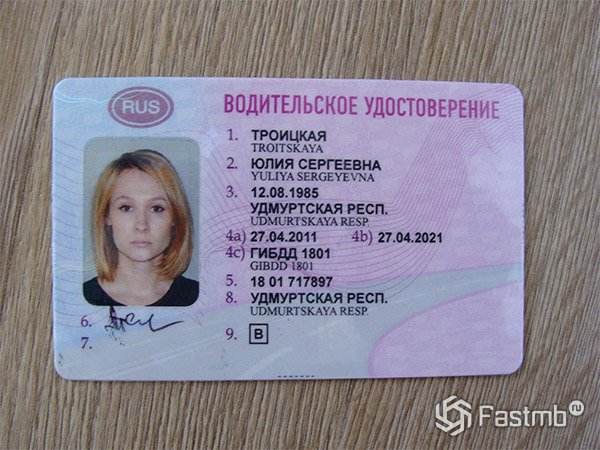 RUS
ВОДИТЕЛЬСКОЕ УДОСТОВЕРЕНИЕ
1. ТРОИЦКАЯ
TROITSKAYA
2. ЮЛИЯ СЕРГЕЕВНА
YULIYA SERGEYEVNA
3. 12.08.1985
УДМУРТСКАЯ РЕСП.
UDMURTSKAYA RESP.
4a) 27.04.2011 4b) 27.04.2021
4c) ГИБДД 1801
GIBDD 1801
5. 18 01 717897
8. УДМУРТСКАЯ РЕСП.
UDMURTSKAYA RESP.
6.
7.
9. B
Fastmb.ru